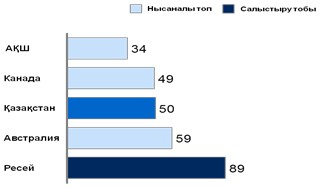 Нысаналы топ Салыстыру тобы
АҚШ 34
Канада 49
Қазақстан 50
Австралия 59
Ресей 89